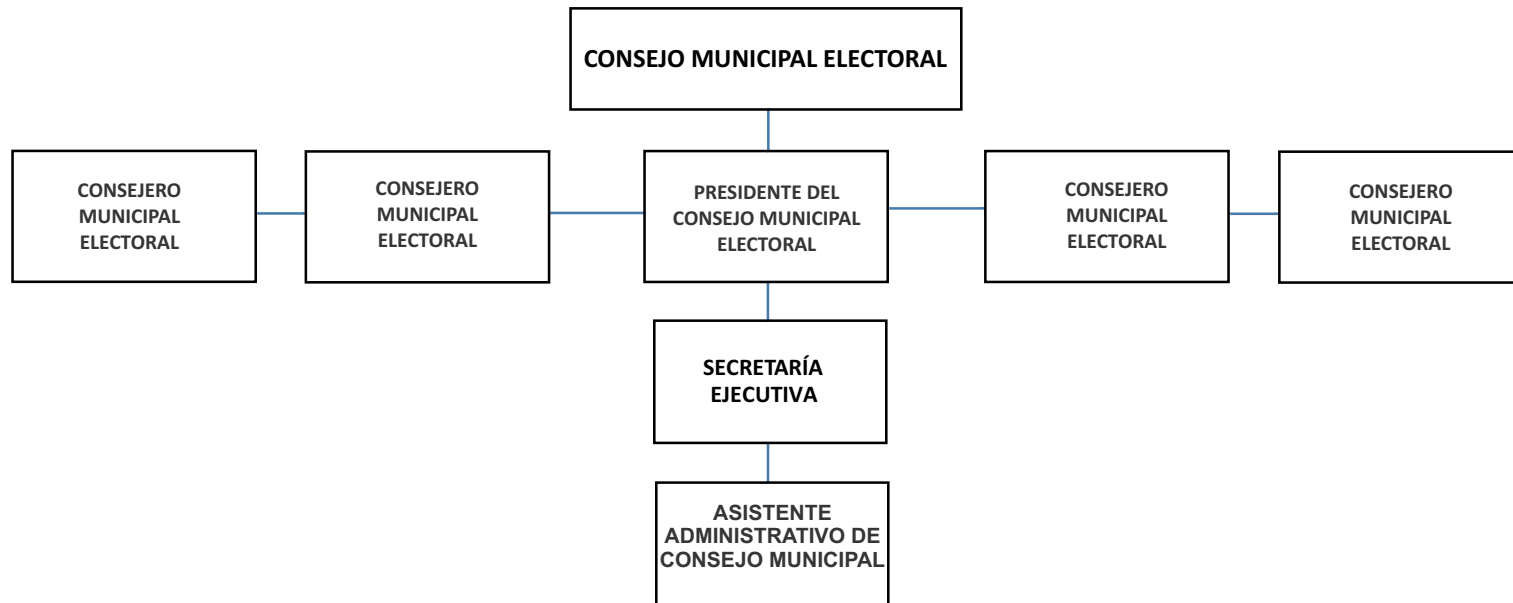 CONSEJO MUNICIPAL ELECTORAL
CONSEJERO
MUNICIPAL
ELECTORAL
CONSEJERO
MUNICIPAL
ELECTORAL
PRESIDENTE DEL
CONSEJO MUNICIPAL
ELECTORAL
CONSEJERO
MUNICIPAL
ELECTORAL
CONSEJERO
MUNICIPAL
ELECTORAL
SECRETARÍA
EJECUTIVA
ASISTENTE
ADMINISTRATIVO DE
CONSEJO MUNICIPAL